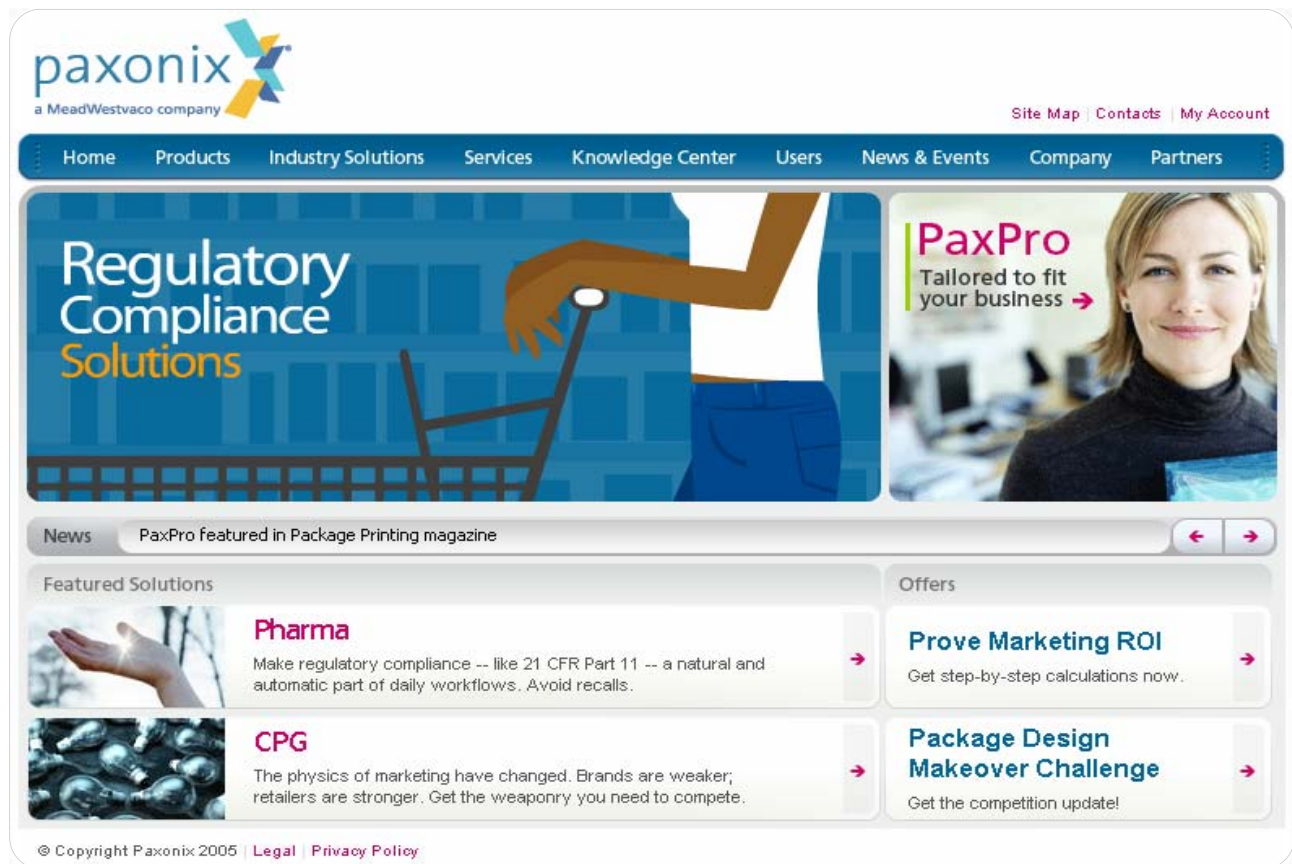 paxonix
a MeadWestvaco company
Site Map | Contacts | My Account
Home Products Industry Solutions Services Knowledge Center Users News & Events Company Partners
Regulatory
Compliance
Solutions
PaxPro
Tailored to fit
your business
News PaxPro featured in Package Printing magazine
Featured Solutions
Pharma
Make regulatory compliance -- like 21 CFR Part 11 -- a natural and
automatic part of daily workflows. Avoid recalls.
CPG
The physics of marketing have changed. Brands are weaker;
retailers are stronger. Get the weaponry you need to compete.
Offers
Prove Marketing ROI
Get step-by-step calculations now.
Package Design
Makeover Challenge
Get the competition update!
© Copyright Paxonix 2005 | Legal | Privacy Policy